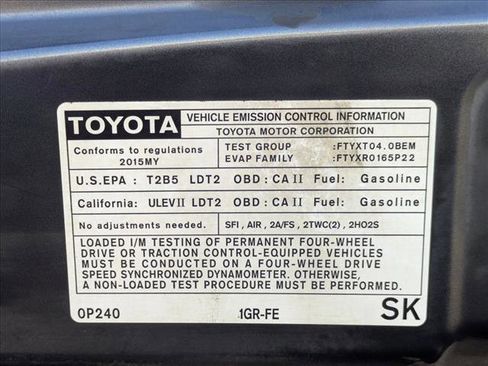 TOYOTA
VEHICLE EMISSION CONTROL INFORMATION
TOYOTA MOTOR CORPORATION
Conforms to regulations
2015MY
TEST GROUP :FTYXT04.0BEM
EVAP FAMILY :FTYXR0165P22
U.S.EPA : T2B5 LDT2 OBD: CA II Fuel: Gasoline
California: ULEVII LDT2 OBD: CA II Fuel: Gasoline
No adjustments needed. SFI , AIR , 2A/FS , 2TWC(2) , 2HO2S
LOADED I/M TESTING OF PERMANENT FOUR-WHEEL
DRIVE OR TRACTION CONTROL-EQUIPPED VEHICLES
MUST BE CONDUCTED ON A FOUR-WHEEL DRIVE
SPEED SYNCHRONIZED DYNAMOMETER. OTHERWISE,
A NON-LOADED TEST PROCEDURE MUST BE PERFORMED.
0P240 1GR-FE SK